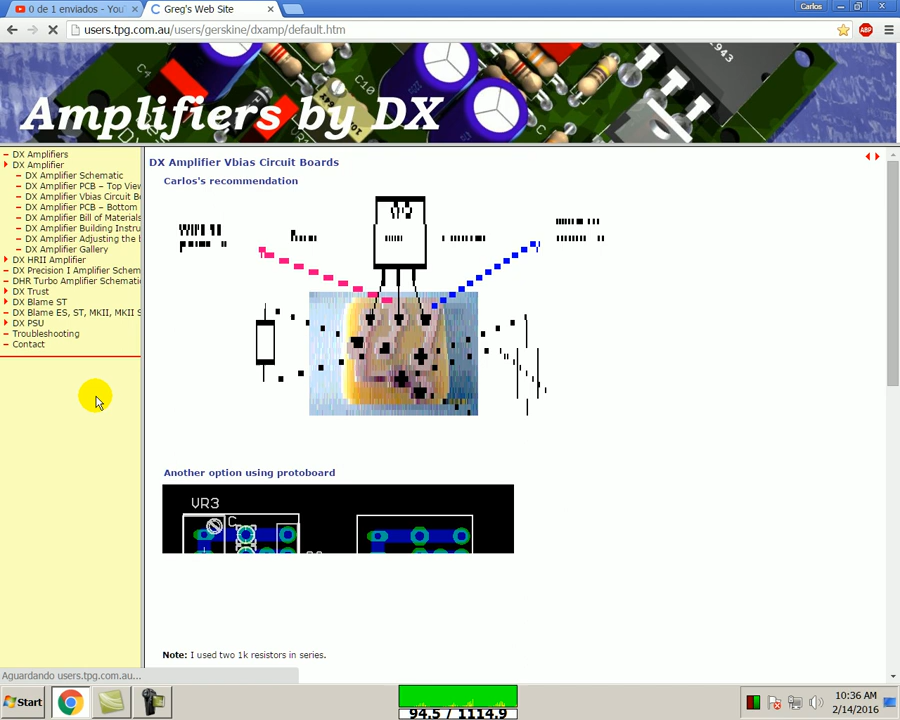 0 de 1 enviados - You
Greg's Web Site
Carlos
users.tpg.com.au/users/gerskine/dxamp/default.htm
ABP
C4
C10
101
1943
Amplifiers by DX
DX Amplifiers
DX Amplifier
DX Amplifier Schematic
DX Amplifier PCB – Top View
DX Amplifier Vbias Circuit B
DX Amplifier PCB – Bottom
DX Amplifier Bill of Materials
DX Amplifier Building Instru
DX Amplifier Adjusting the
DX Amplifier Gallery
DX HRII Amplifier
DX Precision I Amplifier Schem
DHR Turbo Amplifier Schematic
DX Trust
DX Blame ST
DX Blame ES, ST, MKII, MKII S
DX PSU
Troubleshooting
Contact
DX Amplifier Vbias Circuit Boards
Carlos's recommendation
Another option using protoboard
VR3
C
Note: I used two 1k resistors in series.
Aguardando users.tpg.com.au...
Start
94.5 / 1114.9
10:36 AM
2/14/2016